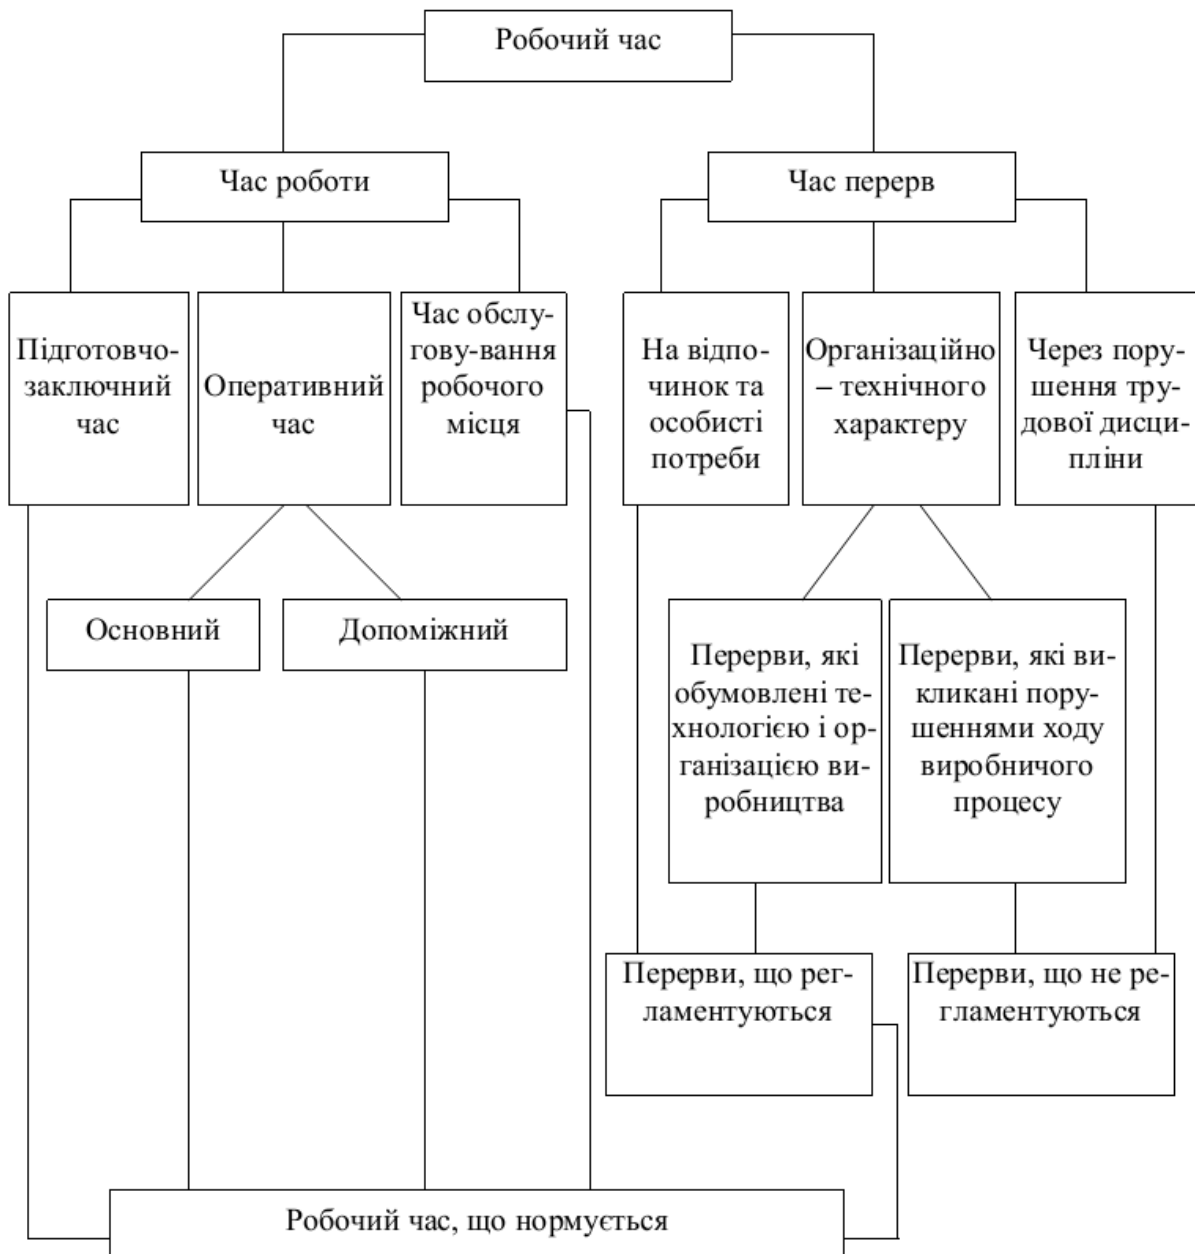 Робочий час
Час роботи
Час перерв
Підготовчо-
заключний
час
Оперативний
час
Час обслу-
гову-вання
робочого
місця
На відпо-
чинок та
особисті
потреби
Організаційно
– технічного
характеру
Через пору-
шення тру-
дової дисци-
пліни
Основний
Допоміжний
Перерви, які
обумовлені те-
хнологією і ор-
ганізацією ви-
робництва
Перерви, які ви-
кликані пору-
шеннями ходу
виробничого
процесу
Перерви, що рег-
ламентуються
Перерви, що не ре-
гламентуються
Робочий час, що нормується